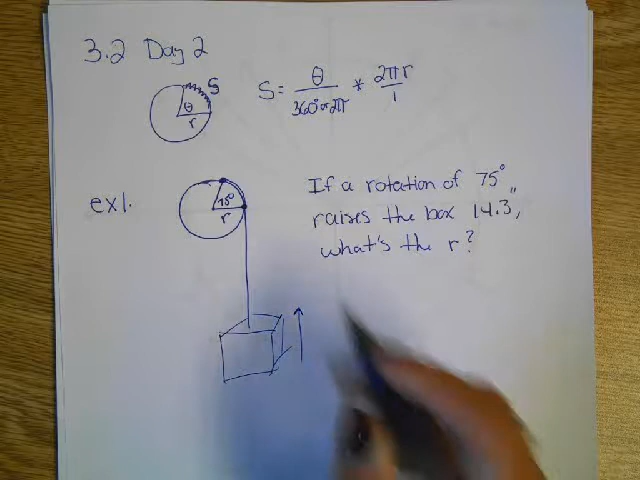 3.2 Day 2
S
θ
r
S = θ / 360° or 2π * 2πr / 1
ex1.
75°
r
If a rotation of 75°
raises the box 14.3",
what's the r?